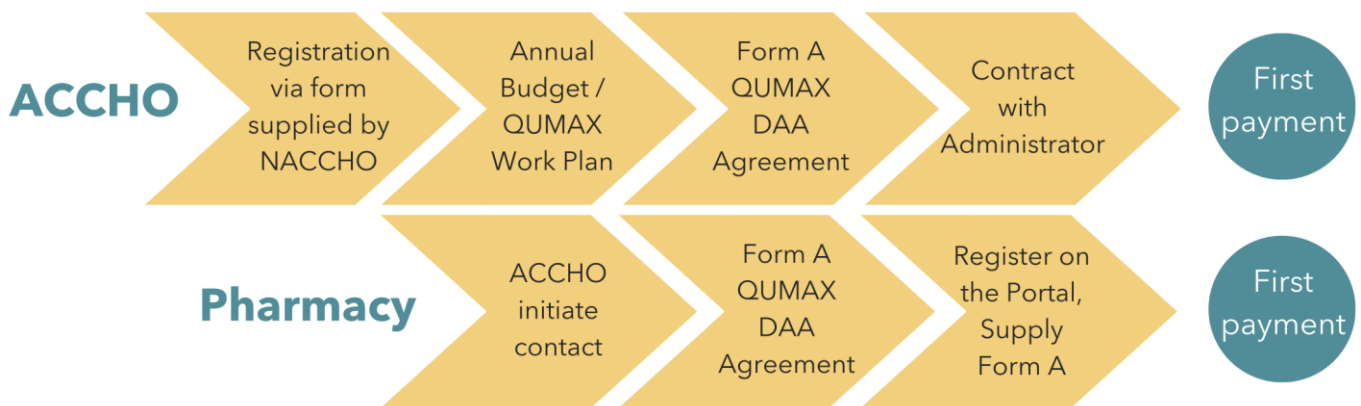 ACCHO
Registration
via form
supplied by
NACCHO
Annual
Budget /
QUMAX
Work Plan
Form A
QUMAX
DAA
Agreement
Contract
with
Administrator
First
payment
Pharmacy
ACCHO
initiate
contact
Form A
QUMAX
DAA
Agreement
Register on
the Portal,
Supply
Form A
First
payment